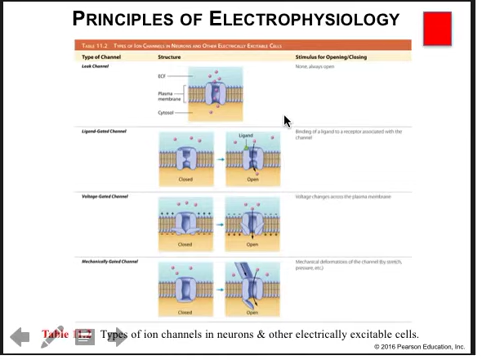 PRINCIPLES OF ELECTROPHYSIOLOGY
TABLE 11.2 TYPES OF ION CHANNELS IN NEURONS AND OTHER ELECTRICALLY EXCITABLE CELLS
Type of Channel Structure Stimulus for Opening/Closing
Leak Channel None, always open
ECF
Plasma
membrane
Cytosol
Ligand-Gated Channel Ligand Binding of a ligand to a receptor associated with the
channel
Closed Open
Voltage-Gated Channel Voltage changes across the plasma membrane
Closed Open
Mechanically Gated Channel Mechanical deformations of the channel (by stretch,
pressure, etc.)
Closed Open
Table 11.2 Types of ion channels in neurons & other electrically excitable cells.
© 2016 Pearson Education, Inc.